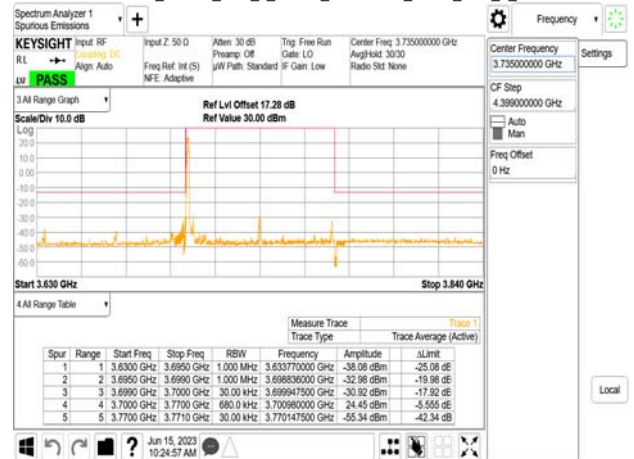 Spectrum Analyzer 1
Spurious Emissions
Frequency
KEYSIGHT Input: RF
Coupling: DC
Align: Auto
Input Z: 50 Ω
Freq Ref: Int (S)
NFE: Adaptive
Atten: 30 dB
Preamp: Off
µW Path: Standard
Trig: Free Run
Gate: LO
IF Gain: Low
Center Freq: 3.735000000 GHz
Avg|Hold: 30/30
Radio Std: None
RL
LU PASS
Center Frequency
3.735000000 GHz
Settings
CF Step
4.399000000 GHz
Auto
Man
Freq Offset
0 Hz
3 All Range Graph
Scale/Div 10.0 dB
Ref Lvl Offset 17.28 dB
Ref Value 30.00 dBm
Log
20.0
10.0
0.00
-10.0
-20.0
-30.0
-40.0
-50.0
-60.0
Start 3.630 GHz Stop 3.840 GHz
4 All Range Table
Measure Trace Trace 1
Trace Type Trace Average (Active)
Spur Range Start Freq Stop Freq RBW Frequency Amplitude ΔLimit
1 1 3.6300 GHz 3.6950 GHz 1.000 MHz 3.633770000 GHz -38.08 dBm -25.08 dB
2 2 3.6950 GHz 3.6990 GHz 1.000 MHz 3.698836000 GHz -32.98 dBm -19.98 dB
3 3 3.6990 GHz 3.7000 GHz 30.00 kHz 3.699947500 GHz -30.92 dBm -17.92 dB
4 4 3.7000 GHz 3.7700 GHz 680.0 kHz 3.700980000 GHz 24.45 dBm -5.555 dB
5 5 3.7700 GHz 3.7710 GHz 30.00 kHz 3.770147500 GHz -55.34 dBm -42.34 dB
Local
?
Jun 15, 2023
10:24:57 AM